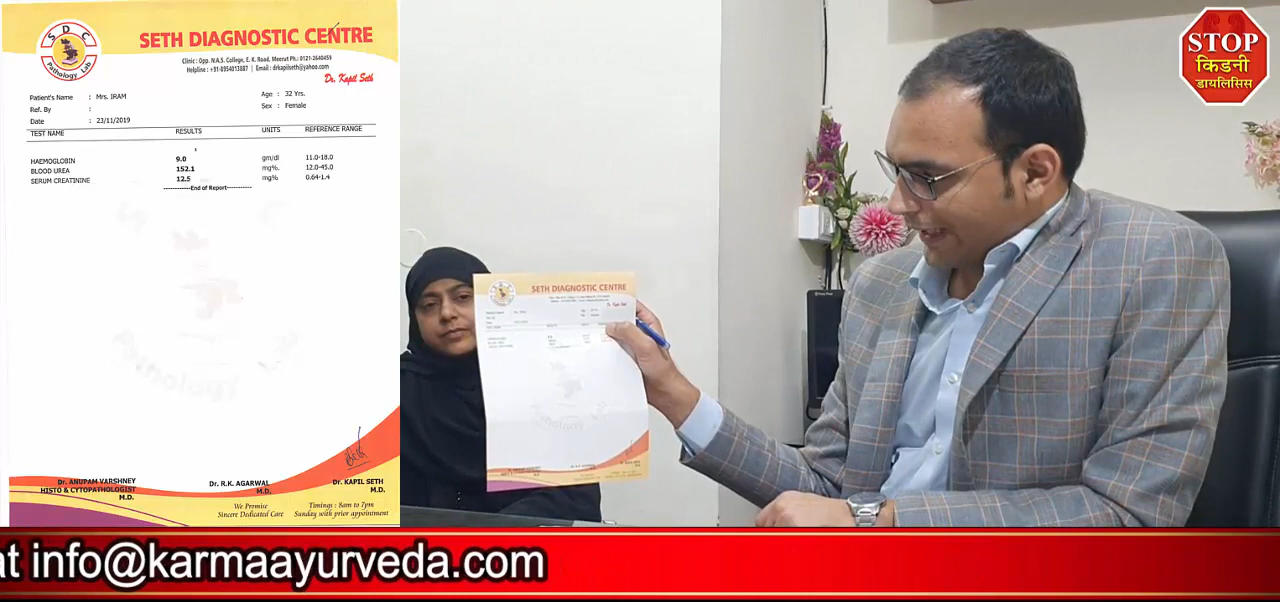 SDC
Pathology Lab
SETH DIAGNOSTIC CENTRE
Clinic : Opp. N.A.S. College, E. K. Road, Meerut Ph.: 0121-2640459
Helpline : +91-8954013887 | Email : drkapilseth@yahoo.com
Dr. Kapil Seth
Patient's Name : Mrs. IRAM Age : 32 Yrs.
Ref. By : Sex : Female
Date : 23/11/2019
TEST NAME RESULTS UNITS REFERENCE RANGE
HAEMOGLOBIN 9.0 gm/dl 11.0-18.0
BLOOD UREA 152.1 mg%. 12.0-45.0
SERUM CREATININE 12.5 mg% 0.64-1.4
------------End of Report-----------
Dr. ANUPAM VARSHNEY Dr. R.K. AGARWAL Dr. KAPIL SETH
HISTO & CYTOPATHOLOGIST M.D. M.D.
M.D.
We Promise Timings : 8am to 7pm
Sincere Dedicated Care Sunday with prior appointment
SETH DIAGNOSTIC CENTRE
Dr. Kapil Seth
STOP
किडनी
डायलिसिस
at info@karmaayurveda.com